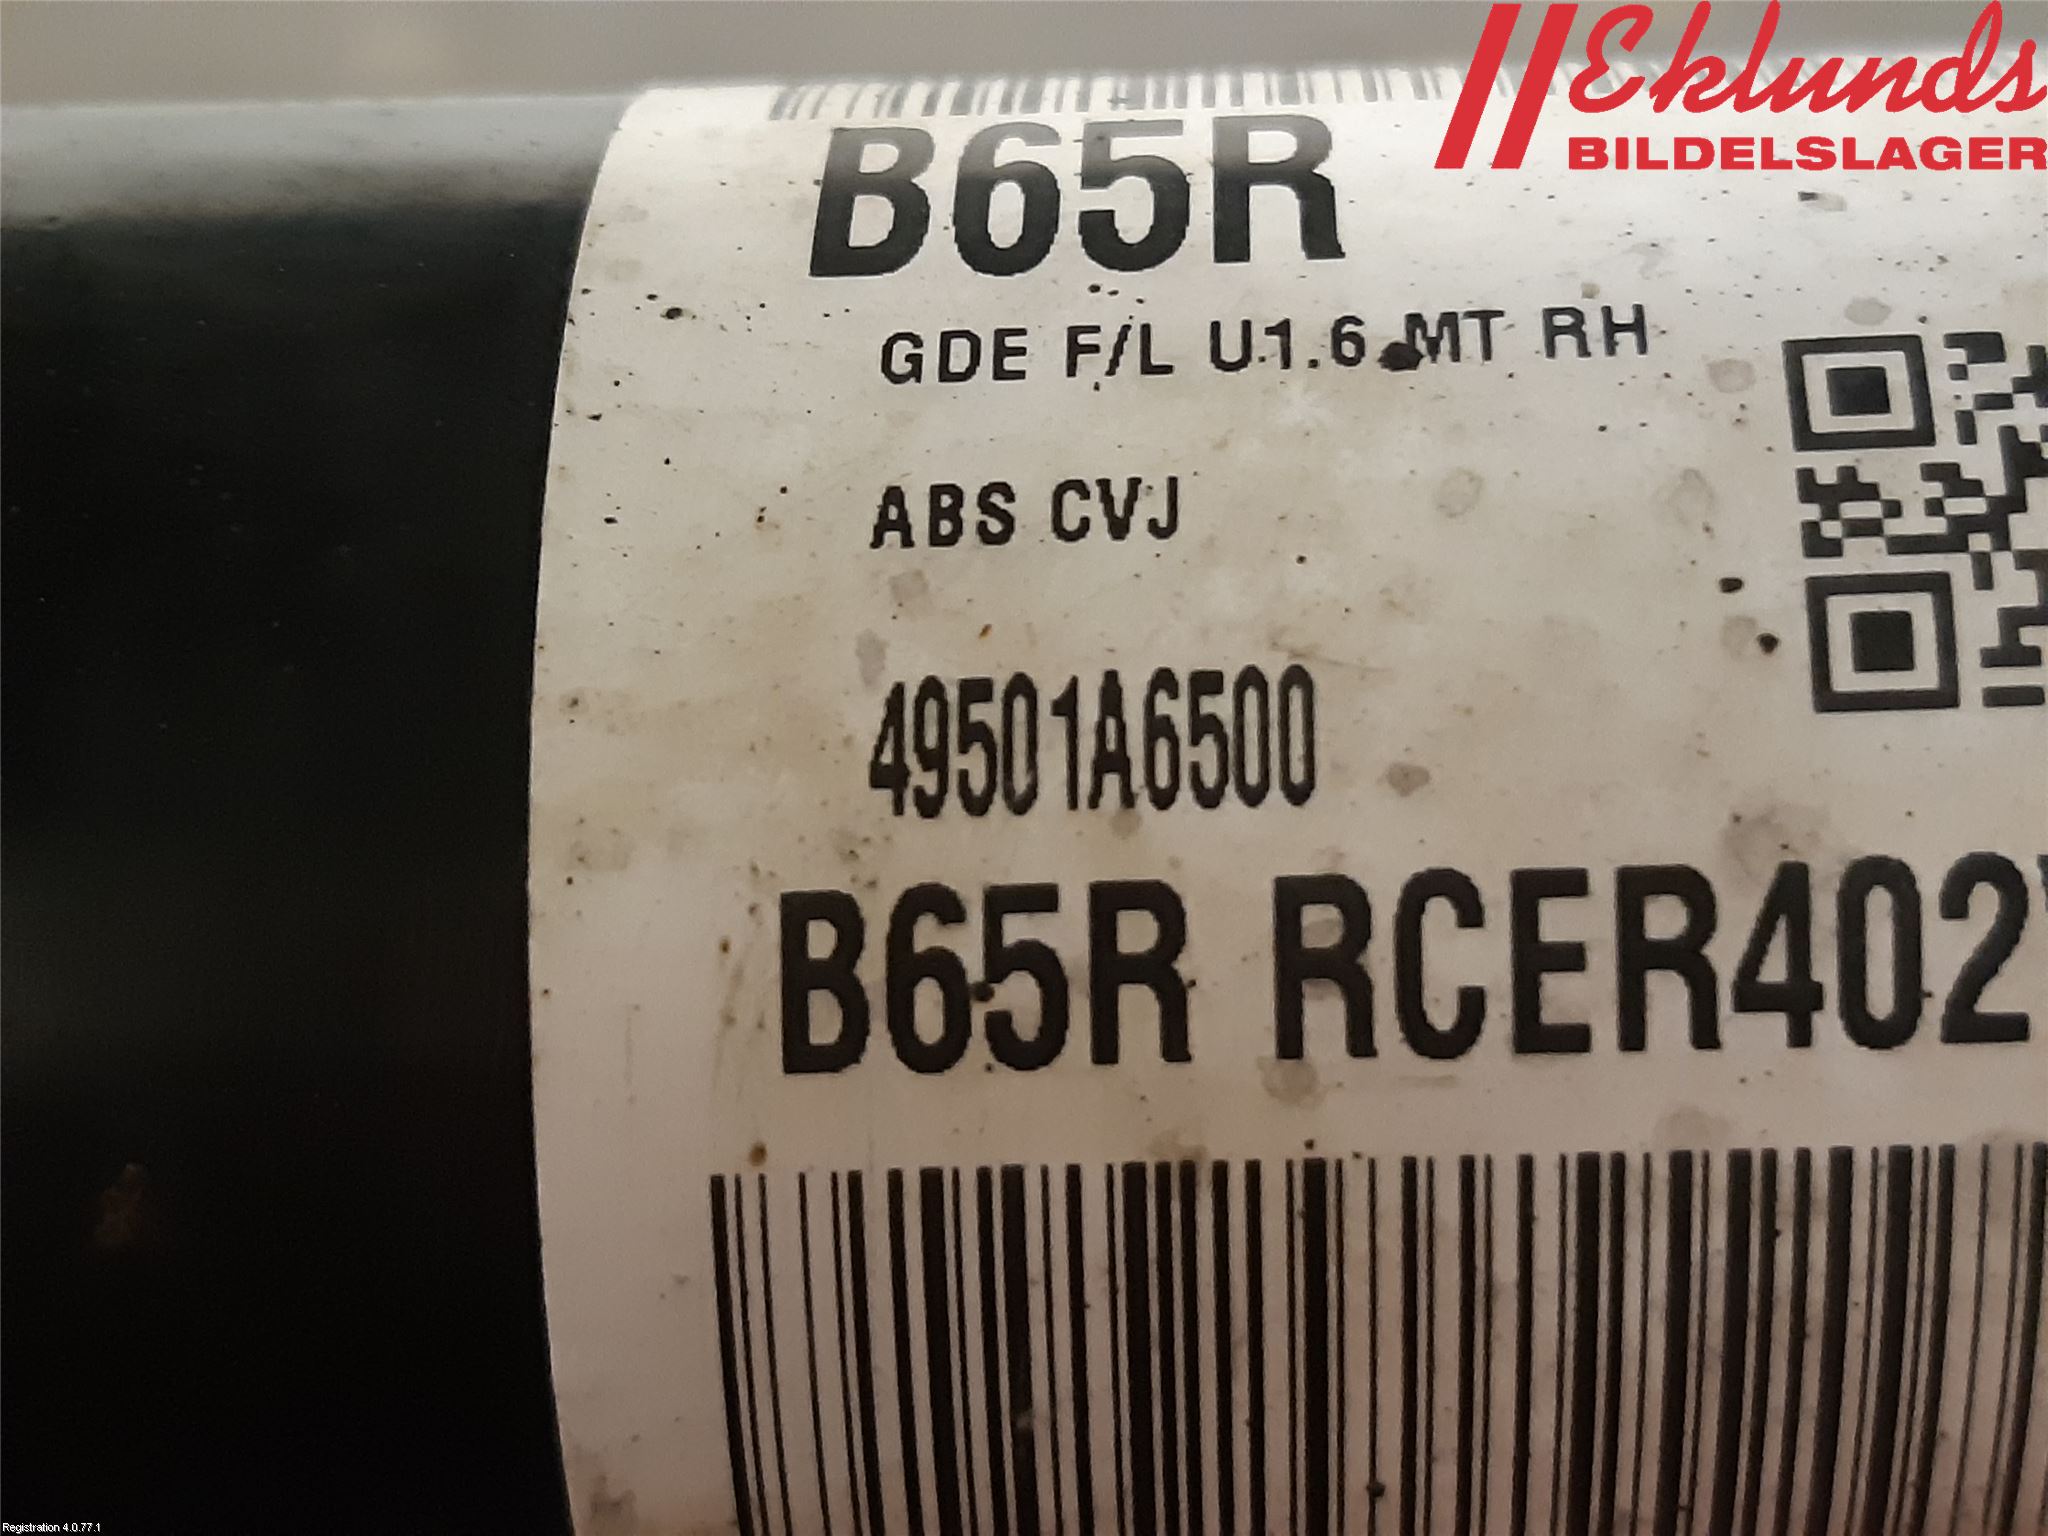 Eklunds
BILDELSLAGER
B65R
GDE F/L U1.6 MT RH
ABS CVJ
49501A6500
B65R RCER402
Registration 4.0.77.1